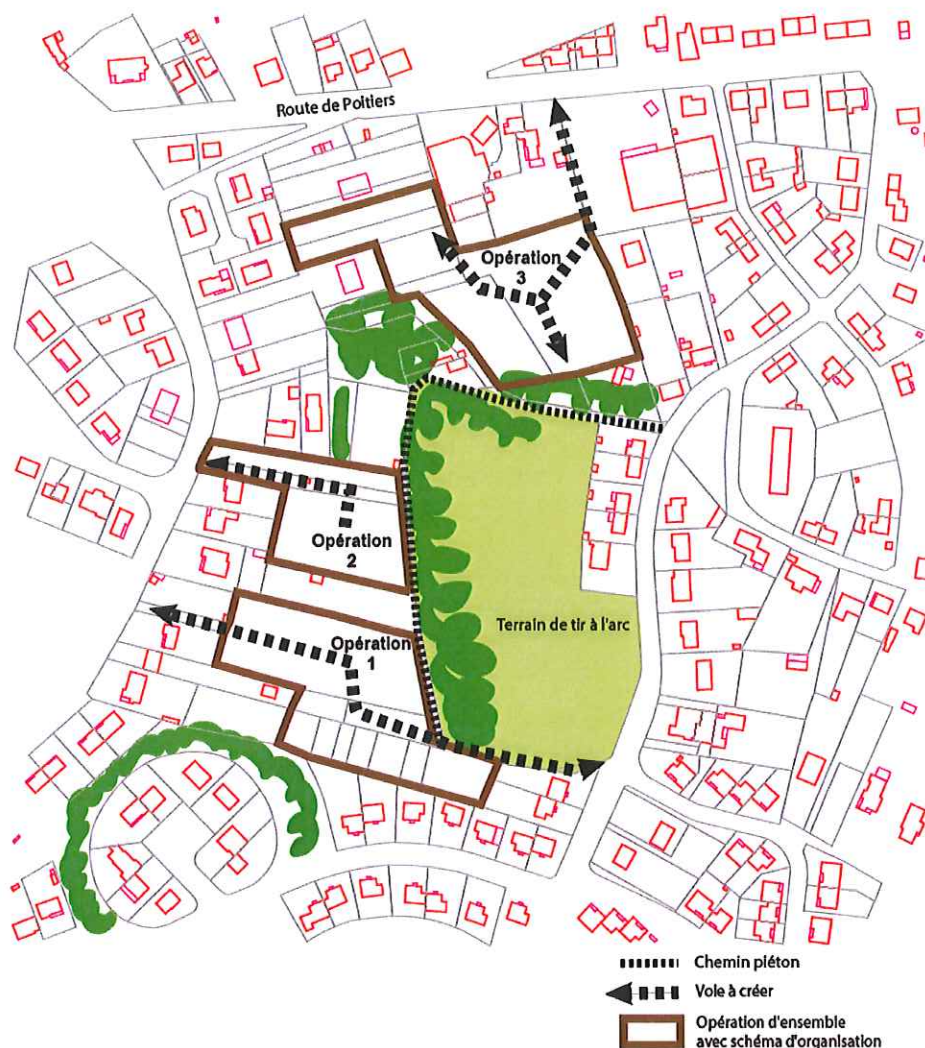 Route de Poitiers
Opération
3
Opération
2
Opération
1
Terrain de tir à l'arc
Chemin piéton
Voie à créer
Opération d'ensemble
avec schéma d'organisation